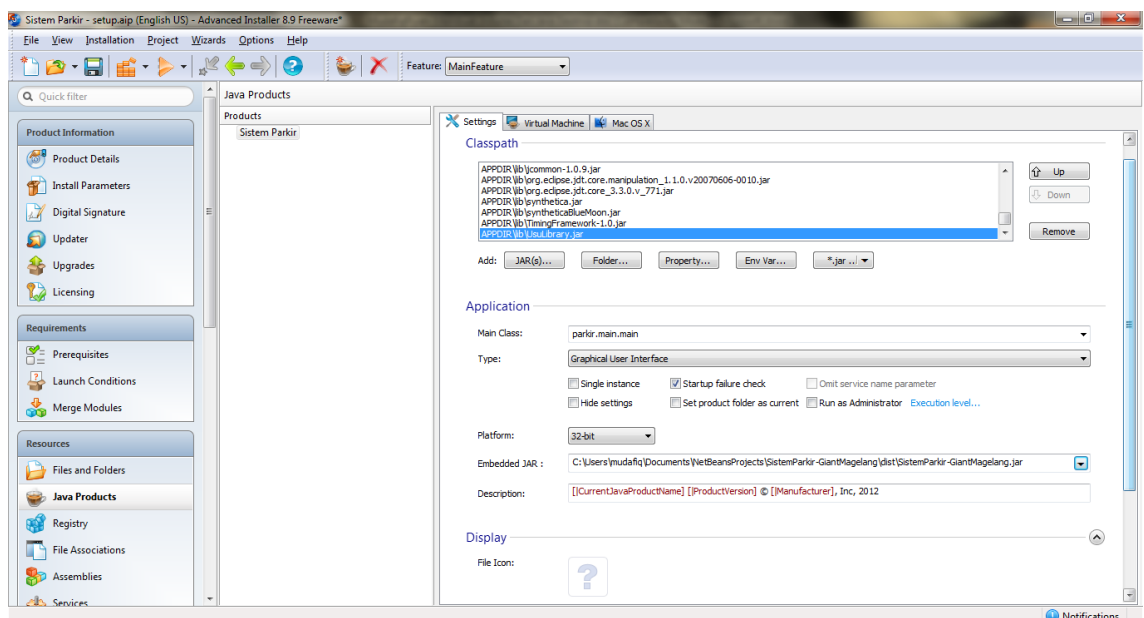 Sistem Parkir - setup.aip (English US) - Advanced Installer 8.9 Freeware*
File View Installation Project Wizards Options Help
Feature: MainFeature
Quick filter
Product Information
Product Details
Install Parameters
Digital Signature
Updater
Upgrades
Licensing
Requirements
Prerequisites
Launch Conditions
Merge Modules
Resources
Files and Folders
Java Products
Registry
File Associations
Assemblies
Services
Java Products
Products
Sistem Parkir
Settings Virtual Machine Mac OS X
Classpath
APPDIR\lib\jcommon-1.0.9.jar
APPDIR\lib\org.eclipse.jdt.core.manipulation_1.1.0.v20070606-0010.jar
APPDIR\lib\org.eclipse.jdt.core_3.3.0.v_771.jar
APPDIR\lib\synthetica.jar
APPDIR\lib\syntheticaBlueMoon.jar
APPDIR\lib\TimingFramework-1.0.jar
APPDIR\lib\UsuLibrary.jar
Up
Down
Remove
Add: JAR(s)... Folder... Property... Env Var... *.jar ...
Application
Main Class: parkir.main.main
Type: Graphical User Interface
Single instance Startup failure check Omit service name parameter
Hide settings Set product folder as current Run as Administrator Execution level...
Platform: 32-bit
Embedded JAR : C:\Users\mudafiq\Documents\NetBeansProjects\SistemParkir-GiantMagelang\dist\SistemParkir-GiantMagelang.jar
Description: [|CurrentJavaProductName] [|ProductVersion] © [|Manufacturer], Inc, 2012
Display
File Icon:
Notifications